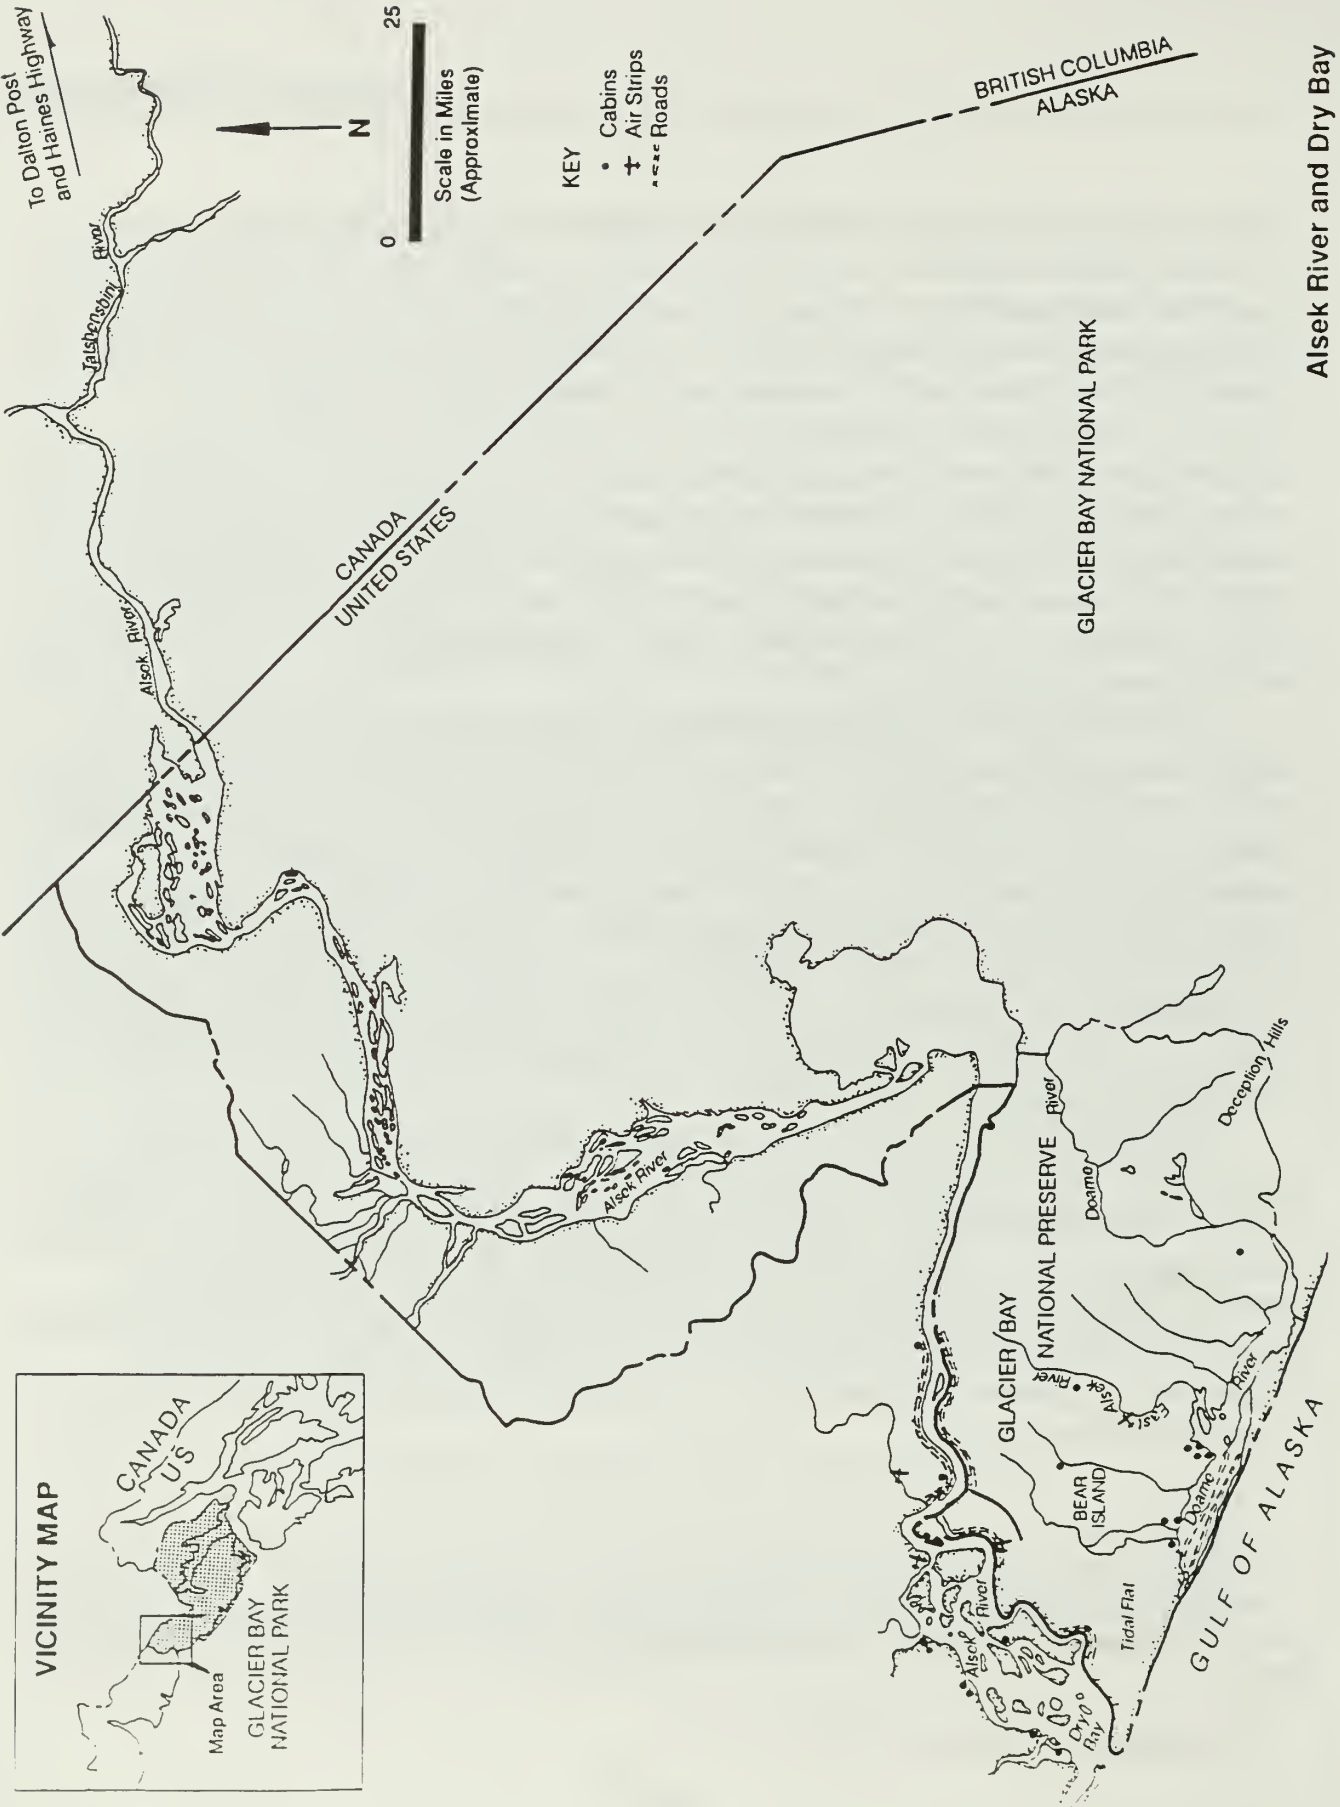 VICINITY MAP
CANADA
US
Map Area
GLACIER BAY
NATIONAL PARK
To Dalton Post
and Haines Highway
Tatshensbini
River
N
0
25
Scale in Miles
(Approximate)
KEY
Cabins
Air Strips
Roads
BRITISH COLUMBIA
ALASKA
CANADA
UNITED STATES
Alsek River
Alsek River
GLACIER BAY NATIONAL PARK
GLACIER BAY
NATIONAL PRESERVE
Doame
River
Deception Hills
East Alsek River
BEAR
ISLAND
Doame
River
Alsek
River
Dry
Bay
Tidal Flat
GULF OF ALASKA
Alsek River and Dry Bay